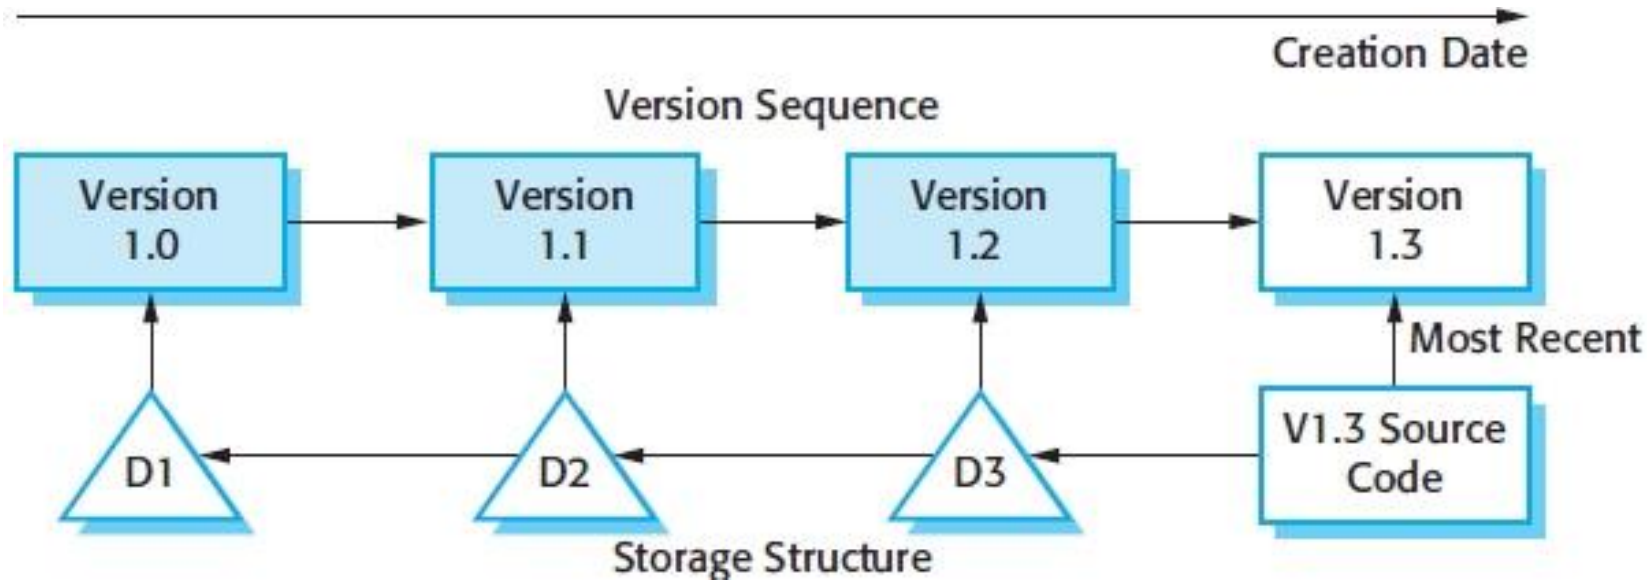 Creation Date
Version Sequence
Version
1.0
Version
1.1
Version
1.2
Version
1.3
Most Recent
D1
D2
D3
V1.3 Source
Code
Storage Structure